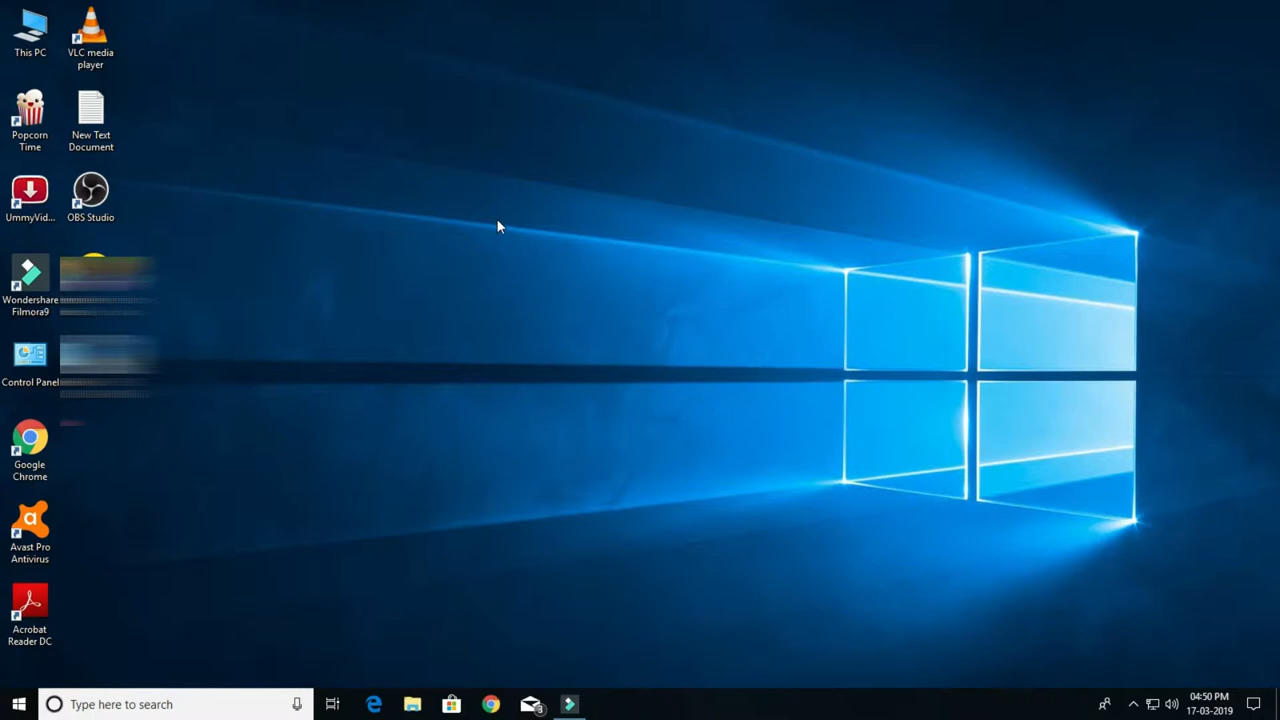 This PC
VLC media
player
Popcorn
Time
New Text
Document
UmmyVid...
OBS Studio
Wondershare
Filmora9
Control Panel
Google
Chrome
Avast Pro
Antivirus
Acrobat
Reader DC
Type here to search
3
04:50 PM
17-03-2019